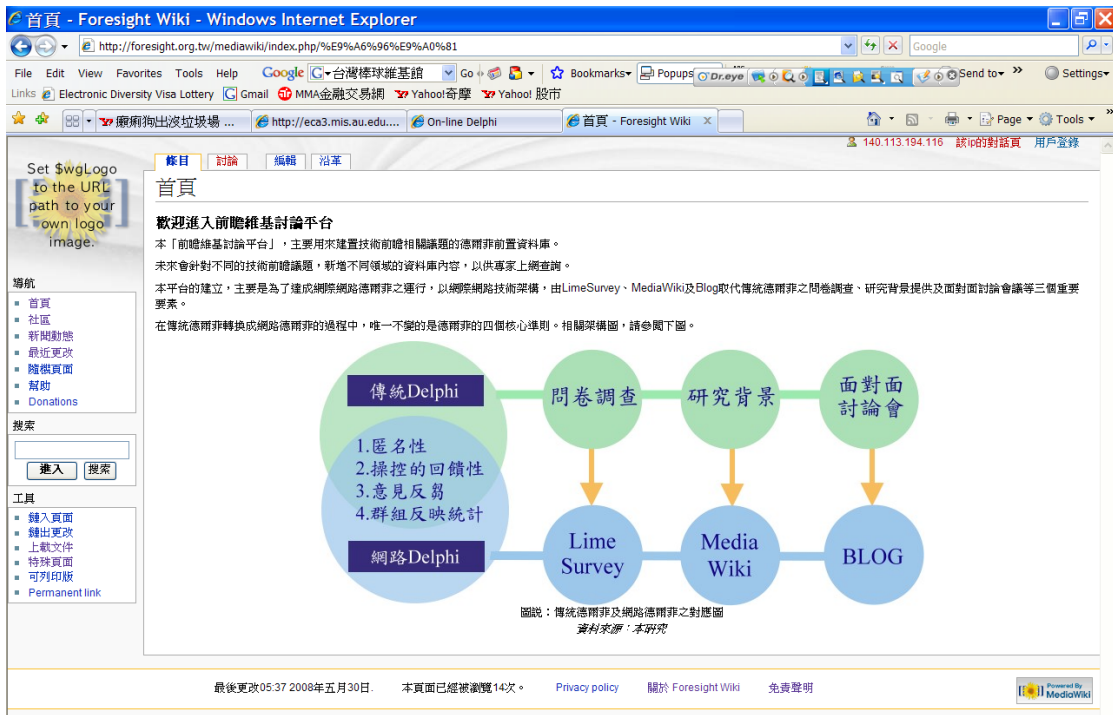 首頁 - Foresight Wiki - Windows Internet Explorer
http://foresight.org.tw/mediawiki/index.php/%E9%A6%96%E9%A0%81
Google
File Edit View Favorites Tools Help Google 台灣棒球維基館 Go Bookmarks Popups Dr.eye Send to Settings
Links Electronic Diversity Visa Lottery Gmail MMA金融交易網 Yahoo!奇摩 Yahoo! 股市
癩痢狗出沒垃圾場 ... http://eca3.mis.au.edu.... On-line Delphi 首頁 - Foresight Wiki x Page Tools
140.113.194.116 該ip的對話頁 用戶登錄
Set $wgLogo
to the URL
path to your
own logo
image.
條目 討論 編輯 沿革
首頁
歡迎進入前瞻維基討論平台
本「前瞻維基討論平台」，主要用來建置技術前瞻相關議題的德爾菲前置資料庫。
未來會針對不同的技術前瞻議題，新增不同領域的資料庫內容，以供專家上網查詢。
本平台的建立，主要是為了達成網際網路德爾菲之運行，以網際網路技術架構，由LimeSurvey、MediaWiki及Blog取代傳統德爾菲之問卷調查、研究背景提供及面對面討論會議等三個重要
要素。
在傳統德爾菲轉換成網路德爾菲的過程中，唯一不變的是德爾菲的四個核心準則。相關架構圖，請參閱下圖。
導航
首頁
社區
新聞動態
最近更改
隨機頁面
幫助
Donations
搜索
進入 搜索
工具
鏈入頁面
鏈出更改
上載文件
特殊頁面
可列印版
Permanent link
傳統Delphi
問卷調查
研究背景
面對面
討論會
1.匿名性
2.操控的回饋性
3.意見反芻
4.群組反映統計
網路Delphi
Lime
Survey
Media
Wiki
BLOG
圖說：傳統德爾菲及網路德爾菲之對應圖
資料來源：本研究
最後更改05:37 2008年五月30日. 本頁面已經被瀏覽14次。 Privacy policy 關於 Foresight Wiki 免責聲明
Powered By
MediaWiki